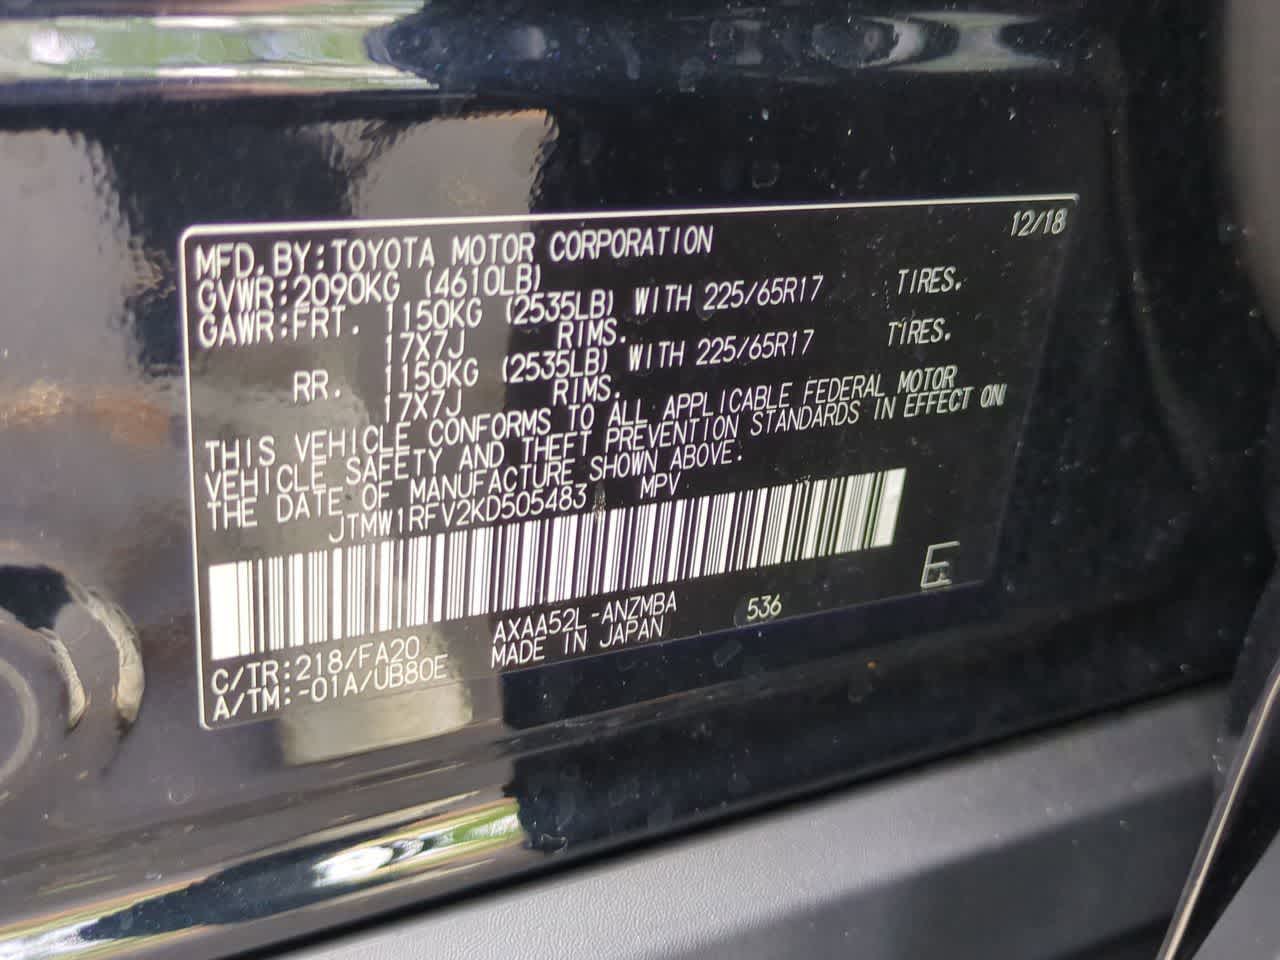 12/18
MFD.BY:TOYOTA MOTOR CORPORATION
GVWR:2090KG (4610LB)
GAWR:FRT. 1150KG (2535LB) WITH 225/65R17 TIRES.
17X7J RIMS.
RR. 1150KG (2535LB) WITH 225/65R17 TIRES.
17X7J RIMS.
THIS VEHICLE CONFORMS TO ALL APPLICABLE FEDERAL MOTOR
VEHICLE SAFETY AND THEFT PREVENTION STANDARDS IN EFFECT ON
THE DATE OF MANUFACTURE SHOWN ABOVE.
JTMW1RFV2KD505483 MPV
C/TR:218/FA20 AXAA52L-ANZMBA 536
A/TM:-01A/UB80E MADE IN JAPAN